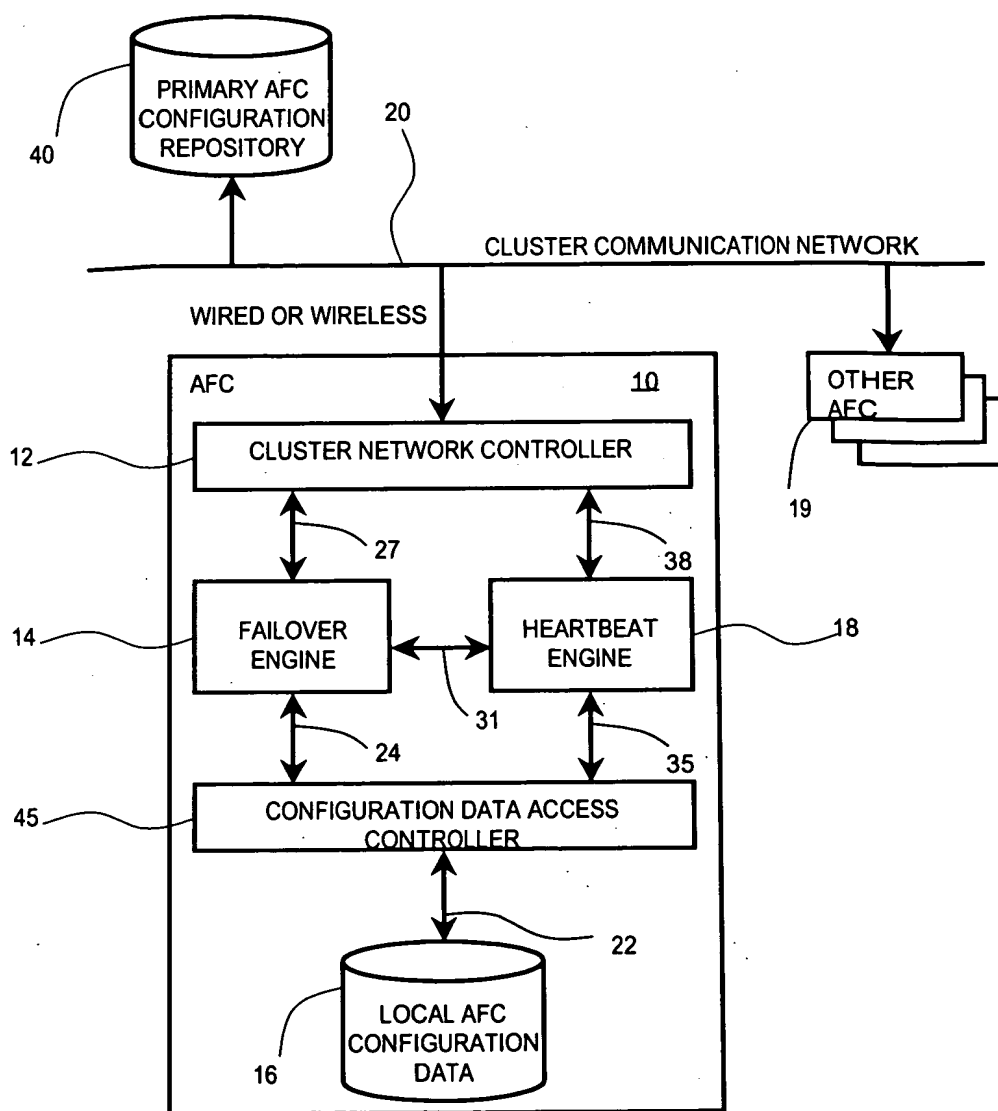 PRIMARY AFC
CONFIGURATION
REPOSITORY
40
20
CLUSTER COMMUNICATION NETWORK
WIRED OR WIRELESS
AFC
10
OTHER
AFC
19
CLUSTER NETWORK CONTROLLER
12
27
38
FAILOVER
ENGINE
14
HEARTBEAT
ENGINE
18
31
24
35
CONFIGURATION DATA ACCESS
CONTROLLER
45
22
LOCAL AFC
CONFIGURATION
DATA
16